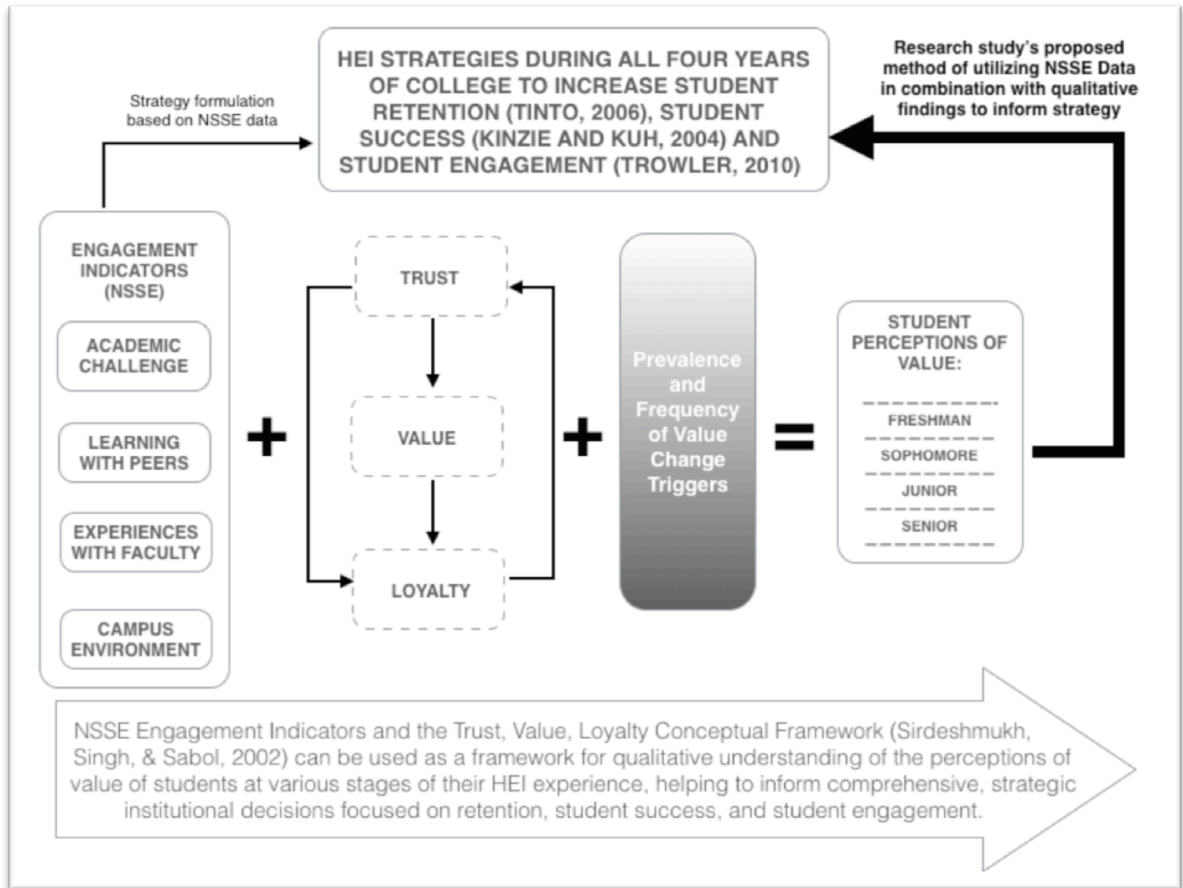 HEI STRATEGIES DURING ALL FOUR YEARS
OF COLLEGE TO INCREASE STUDENT
RETENTION (TINTO, 2006), STUDENT
SUCCESS (KINZIE AND KUH, 2004) AND
STUDENT ENGAGEMENT (TROWLER, 2010)
Research study's proposed
method of utilizing NSSE Data
in combination with qualitative
findings to inform strategy
Strategy formulation
based on NSSE data
ENGAGEMENT
INDICATORS
(NSSE)
ACADEMIC
CHALLENGE
LEARNING
WITH PEERS
EXPERIENCES
WITH FACULTY
CAMPUS
ENVIRONMENT
+
TRUST
VALUE
LOYALTY
+
Prevalence
and
Frequency
of Value
Change
Triggers
=
STUDENT
PERCEPTIONS OF
VALUE:
FRESHMAN
SOPHOMORE
JUNIOR
SENIOR
NSSE Engagement Indicators and the Trust, Value, Loyalty Conceptual Framework (Sirdeshmukh,
Singh, & Sabol, 2002) can be used as a framework for qualitative understanding of the perceptions of
value of students at various stages of their HEI experience, helping to inform comprehensive, strategic
institutional decisions focused on retention, student success, and student engagement.